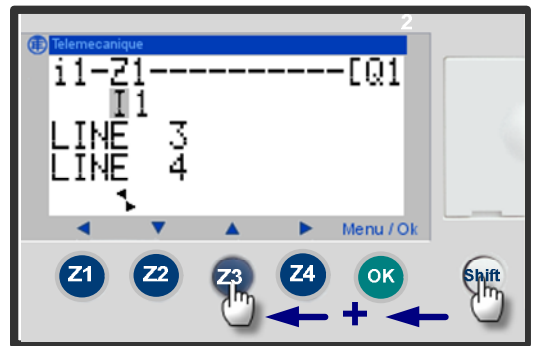 2
Telemecanique
i1-Z1------------[Q1
I1
LINE 3
LINE 4
Menu / Ok
Z1 Z2 Z3 Z4 OK Shift
+